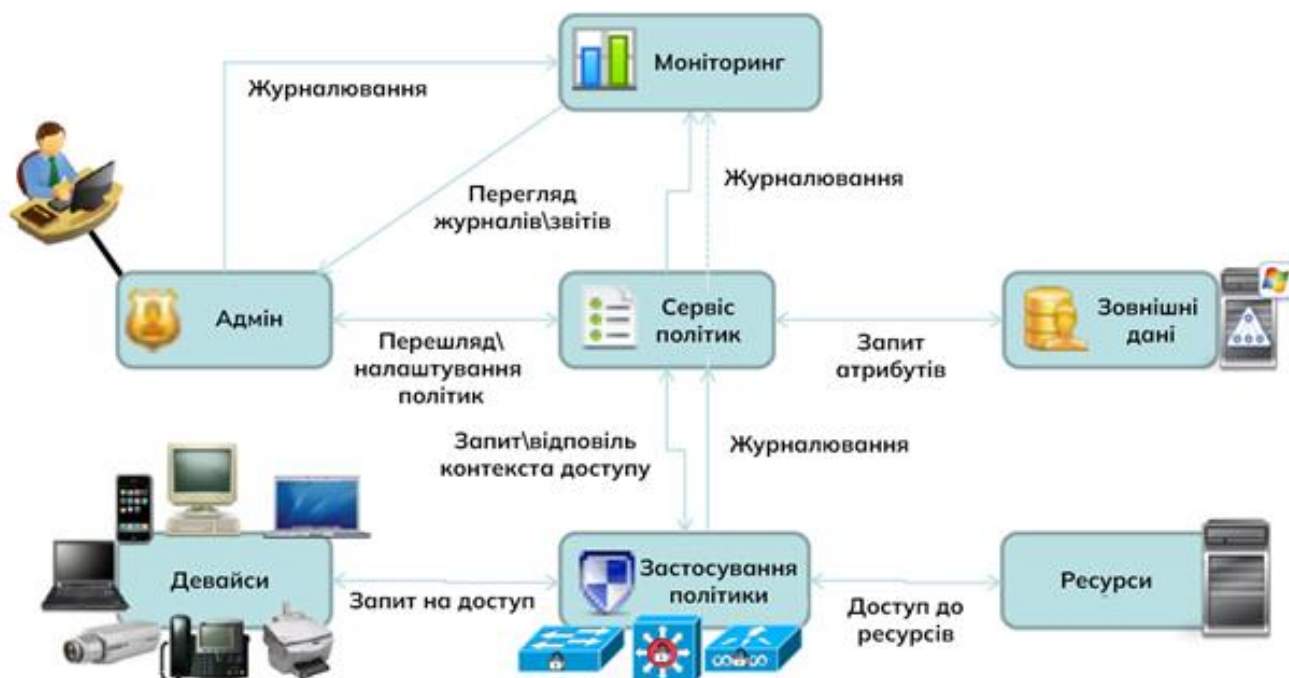 Моніторинг
Журналювання
Журналювання
Перегляд
журналів\звітів
Адмін
Сервіс
політик
Зовнішні
дані
Перешляд\
налаштування
політик
Запит
атрибутів
Запит\відповіль
контекста доступу
Журналювання
Девайси
Запит на доступ
Застосування
політики
Доступ до
ресурсів
Ресурси